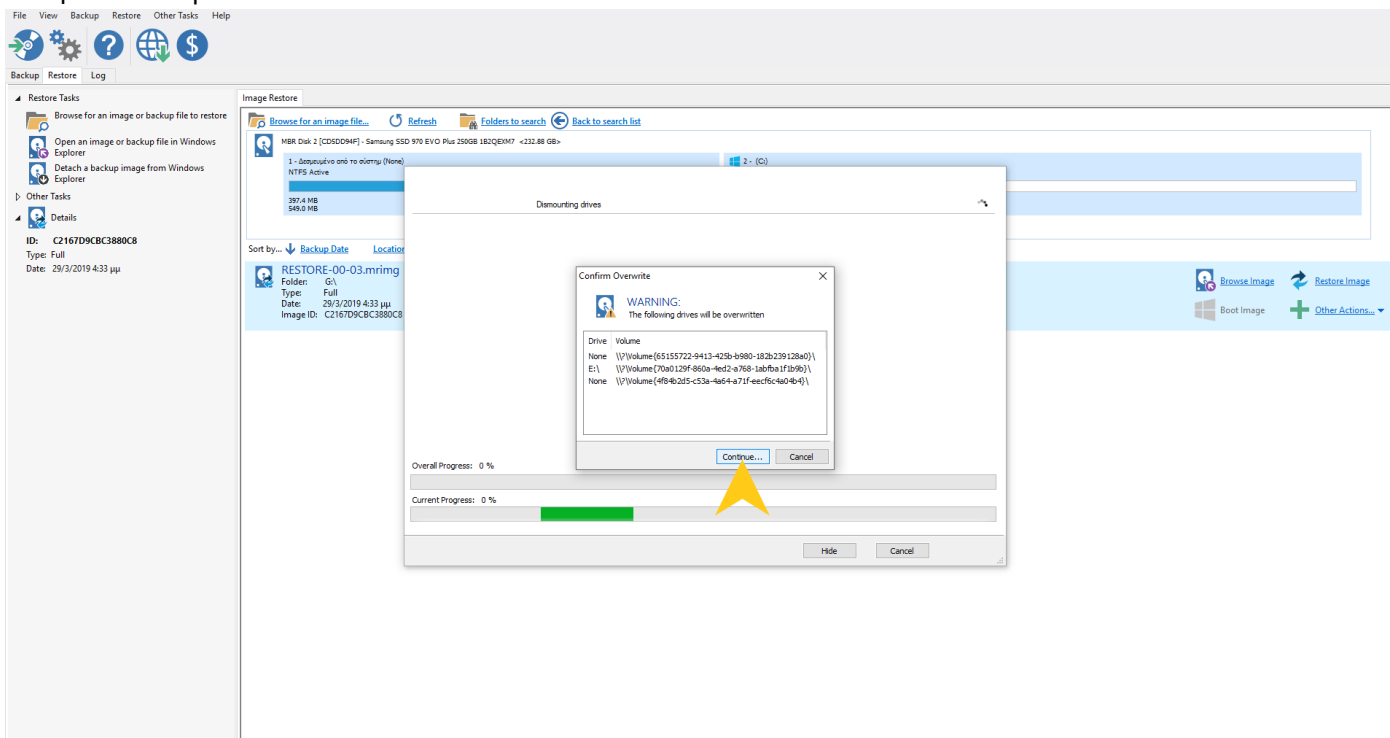 File View Backup Restore Other Tasks Help
Backup Restore Log
Restore Tasks
Browse for an image or backup file to restore
Open an image or backup file in Windows
Explorer
Detach a backup image from Windows
Explorer
Other Tasks
Details
ID: C2167D9CBC3880C8
Type: Full
Date: 29/3/2019 4:33 μμ
Image Restore
Browse for an image file... Refresh Folders to search Back to search list
MBR Disk 2 [CD5DD94F] - Samsung SSD 970 EVO Plus 250GB 1B2QEXM7 <232.88 GB>
1 - Δεσμευμένο από το σύστημ (None)
NTFS Active
397.4 MB
549.0 MB
2 - (C:)
Sort by... Backup Date Location
RESTORE-00-03.mrimg
Folder: G:\
Type: Full
Date: 29/3/2019 4:33 μμ
Image ID: C2167D9CBC3880C8
Browse Image Restore Image
Boot Image Other Actions...
Dismounting drives
Confirm Overwrite
WARNING:
The following drives will be overwritten
Drive Volume
None \\?\Volume{65155722-9413-425b-b980-182b239128a0}\
E:\ \\?\Volume{70a0129f-860a-4ed2-a768-1abfba1f1b9b}\
None \\?\Volume{4f84b2d5-c53a-4a64-a71f-eecf6c4a04b4}\
Continue... Cancel
Overall Progress: 0 %
Current Progress: 0 %
Hide Cancel